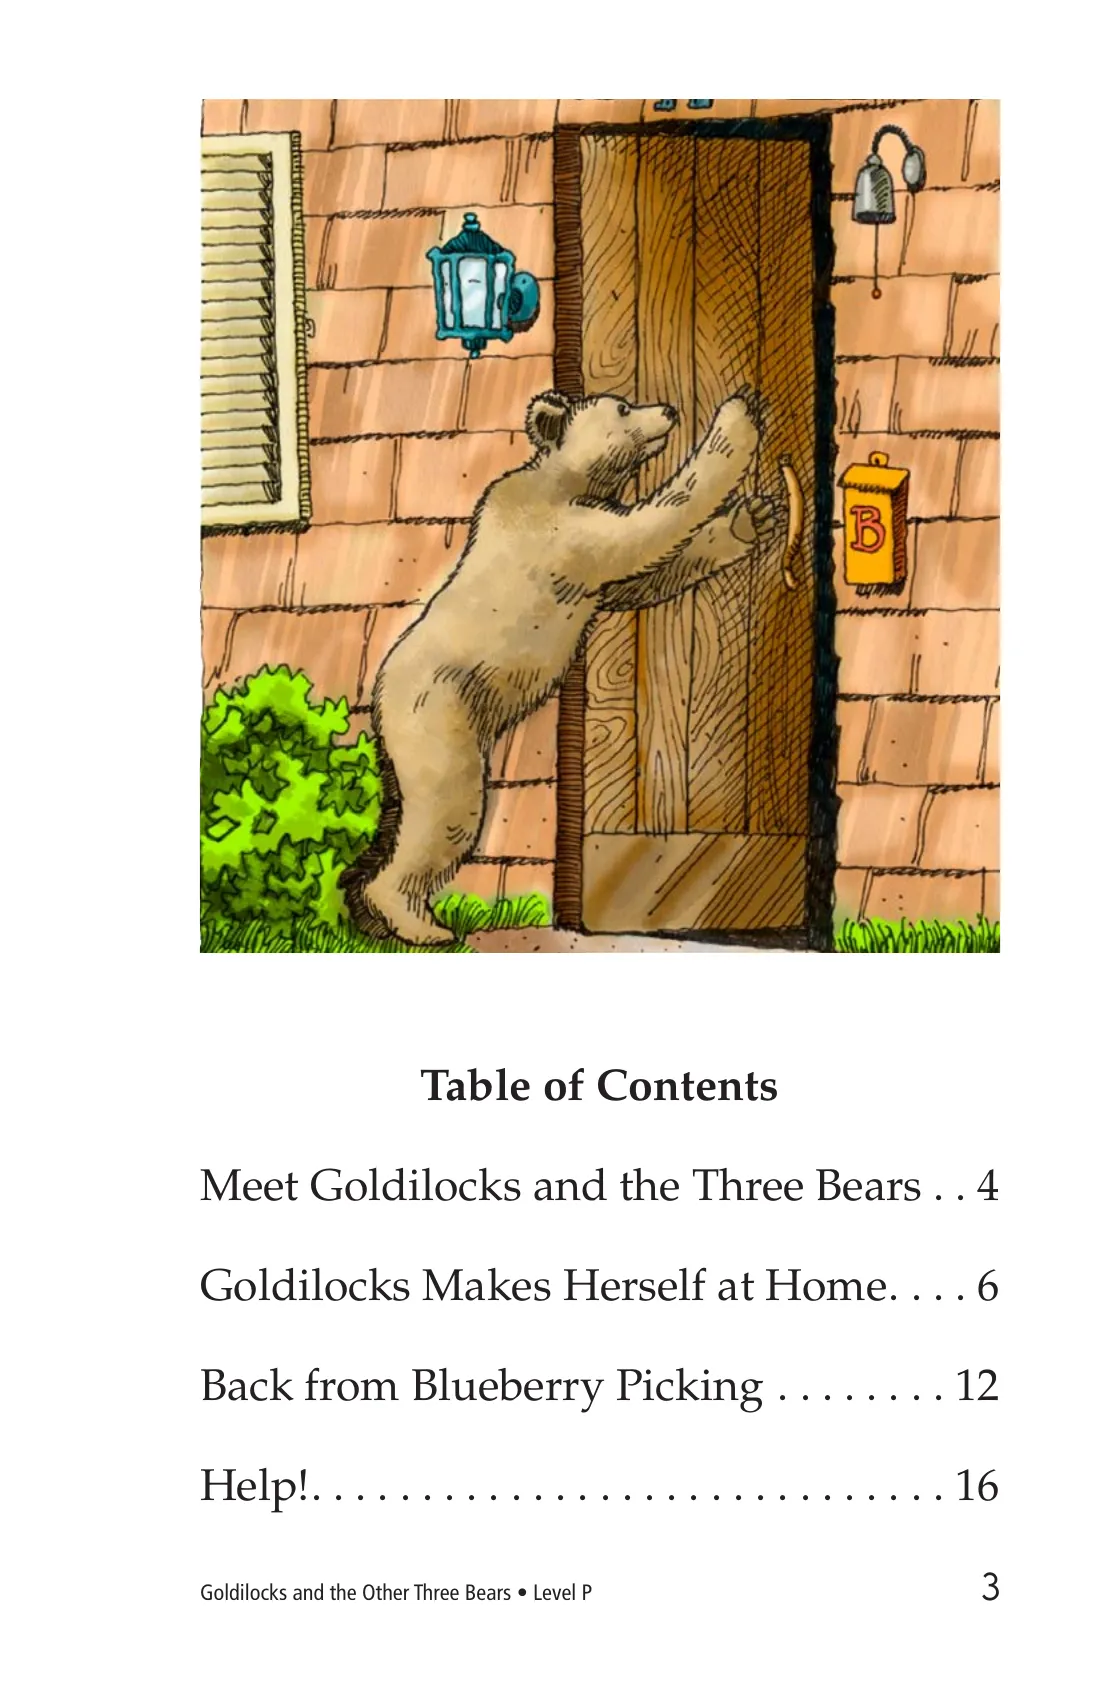 B
Table of Contents
Meet Goldilocks and the Three Bears . . 4
Goldilocks Makes Herself at Home. . . . 6
Back from Blueberry Picking . . . . . . . . 12
Help!. . . . . . . . . . . . . . . . . . . . . . . . . . . . . . 16
Goldilocks and the Other Three Bears • Level P
3